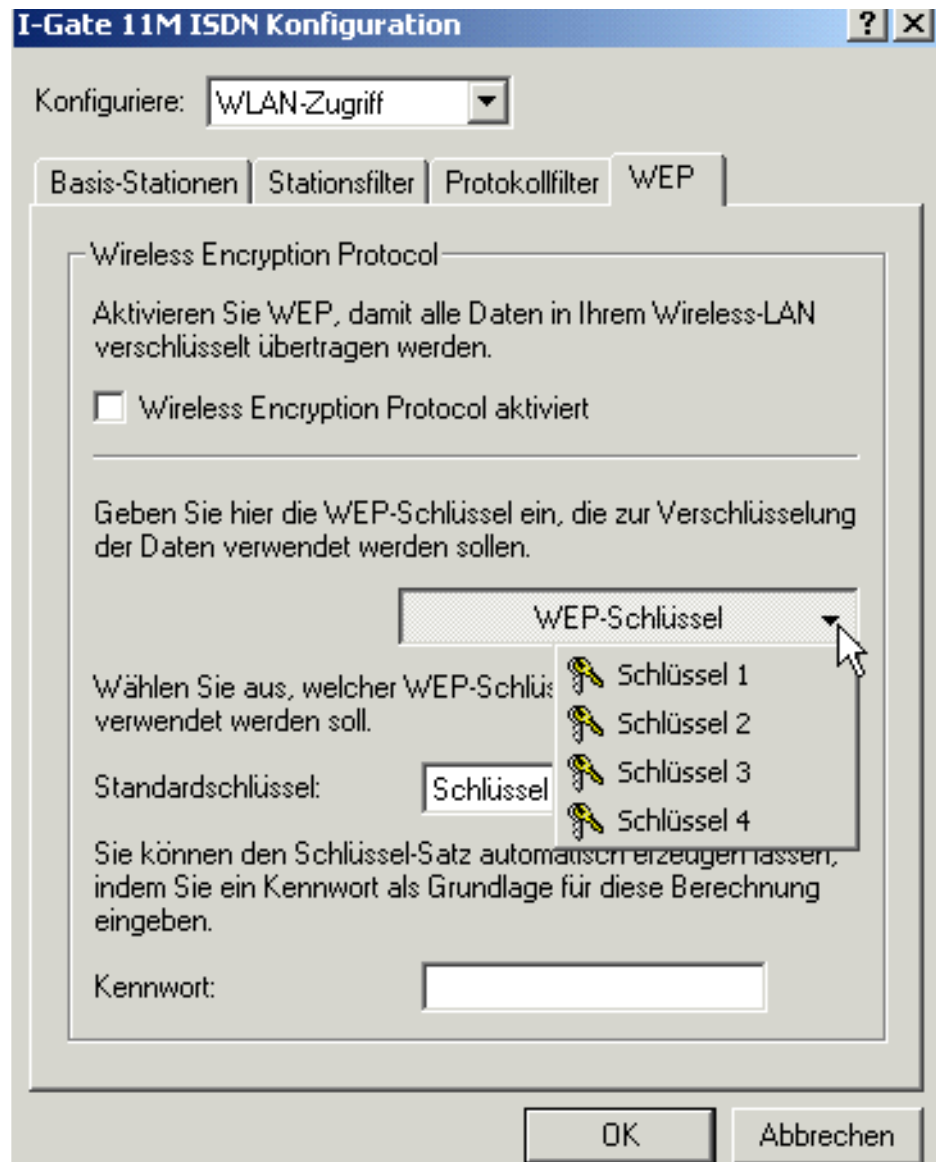 I-Gate 11M ISDN Konfiguration
Konfiguriere: WLAN-Zugriff
Basis-Stationen Stationsfilter Protokollfilter WEP
Wireless Encryption Protocol
Aktivieren Sie WEP, damit alle Daten in Ihrem Wireless-LAN
verschlüsselt übertragen werden.
Wireless Encryption Protocol aktiviert
Geben Sie hier die WEP-Schlüssel ein, die zur Verschlüsselung
der Daten verwendet werden sollen.
WEP-Schlüssel
Schlüssel 1
Schlüssel 2
Schlüssel 3
Schlüssel 4
Wählen Sie aus, welcher
verwendet werden soll.
Standardschlüssel: Schlüssel
Sie können den Schlüssel-Satz automatisch erzeugen lassen,
indem Sie ein Kennwort als Grundlage für diese Berechnung
eingeben.
Kennwort:
OK Abbrechen